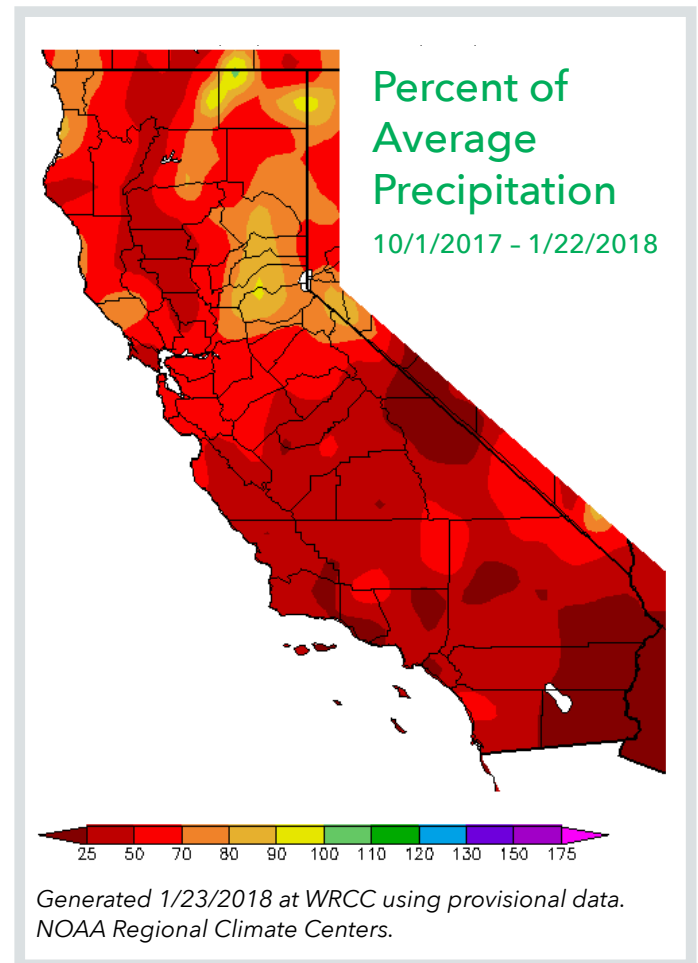 Percent of
Average
Precipitation
10/1/2017 – 1/22/2018
25 50 70 80 90 100 110 120 130 150 175
Generated 1/23/2018 at WRCC using provisional data.
NOAA Regional Climate Centers.